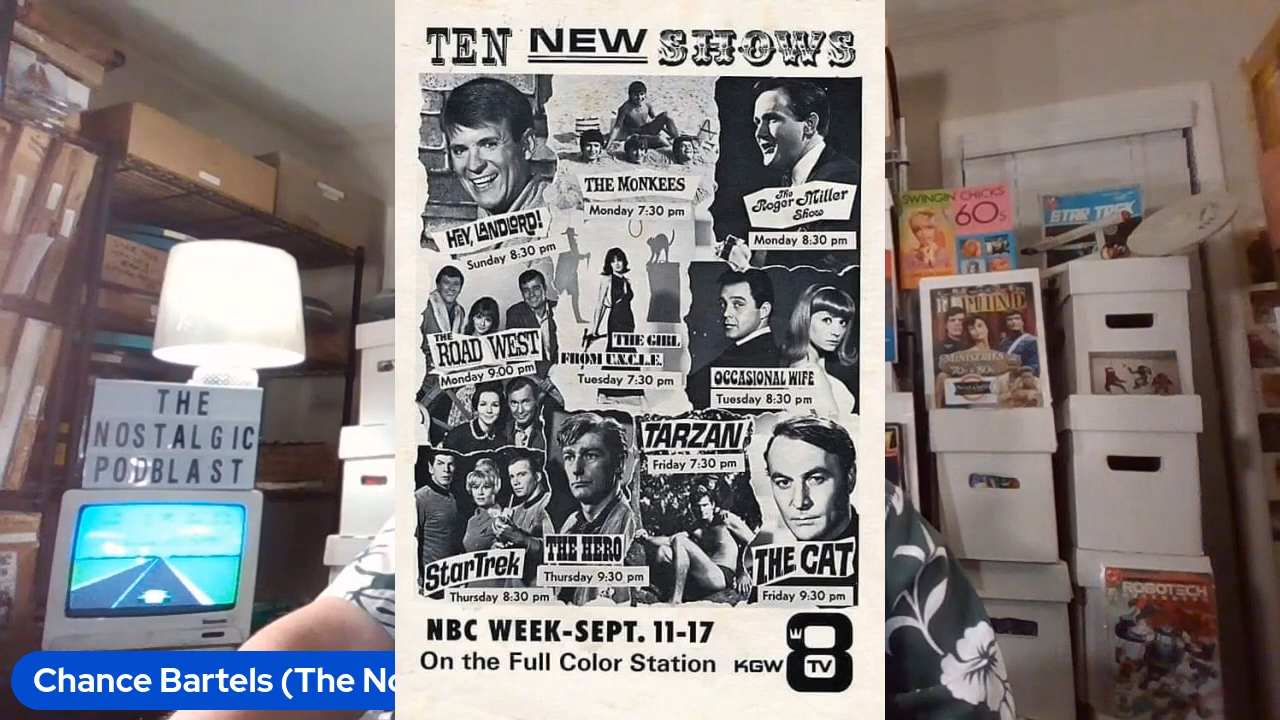 TEN NEW SHOWS
THE MONKEES
Monday 7:30 pm
The
Roger Miller
Show
Monday 8:30 pm
HEY, LANDLORD!
Sunday 8:30 pm
THE
ROAD WEST
Monday 9:00 pm
THE GIRL
FROM U.N.C.L.E.
Tuesday 7:30 pm
OCCASIONAL WIFE
Tuesday 8:30 pm
TARZAN
Friday 7:30 pm
StarTrek
Thursday 8:30 pm
THE HERO
Thursday 9:30 pm
THE CAT
Friday 9:30 pm
NBC WEEK-SEPT. 11-17
On the Full Color Station KGW
8
TV
THE
NOSTALGIC
PODBLAST
Chance Bartels (The No
SWINGIN' CHICKS
60s
STAR TREK
MINISERIES
ROBOTECH